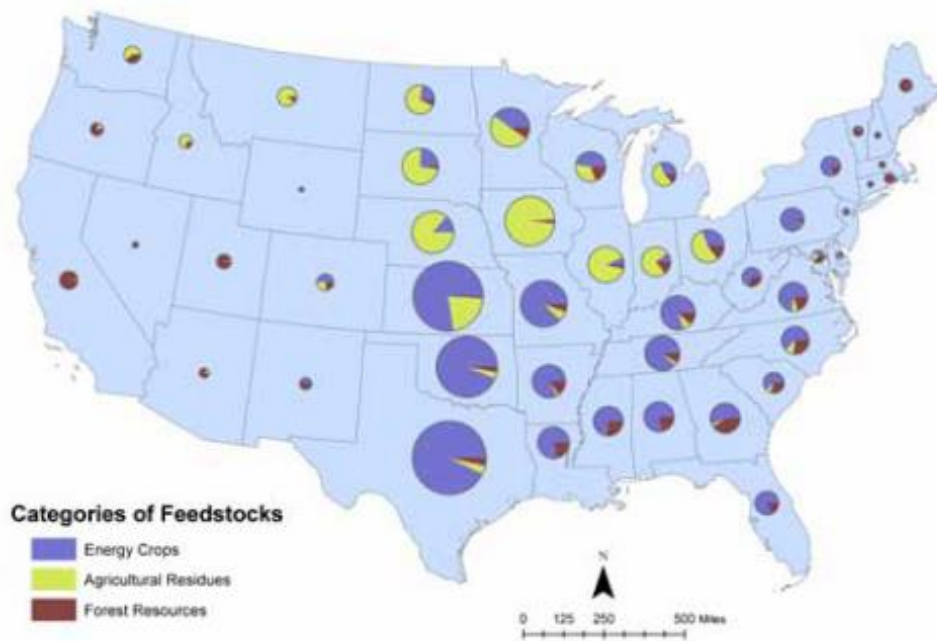 Categories of Feedstocks
Energy Crops
Agricultural Residues
Forest Resources
N
0 125 250 500 Miles